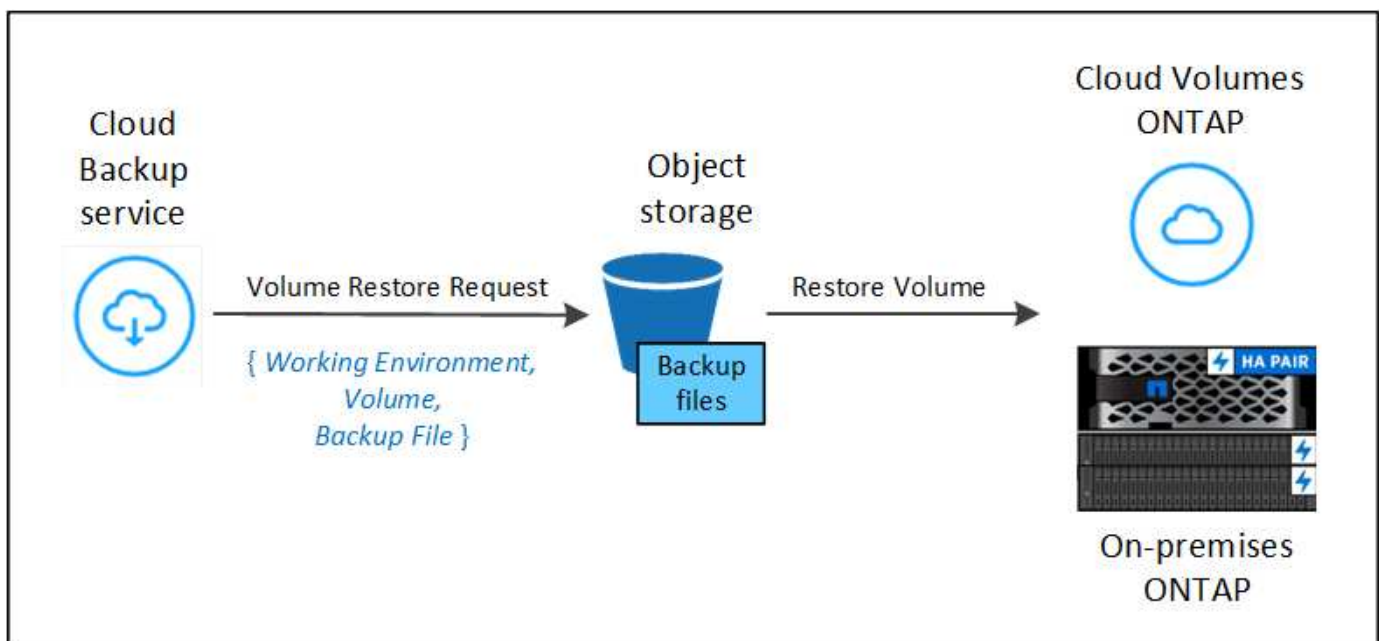 Cloud
Backup
service
Volume Restore Request
{ Working Environment,
Volume,
Backup File }
Object
storage
Backup
files
Restore Volume
Cloud Volumes
ONTAP
HA PAIR
On-premises
ONTAP